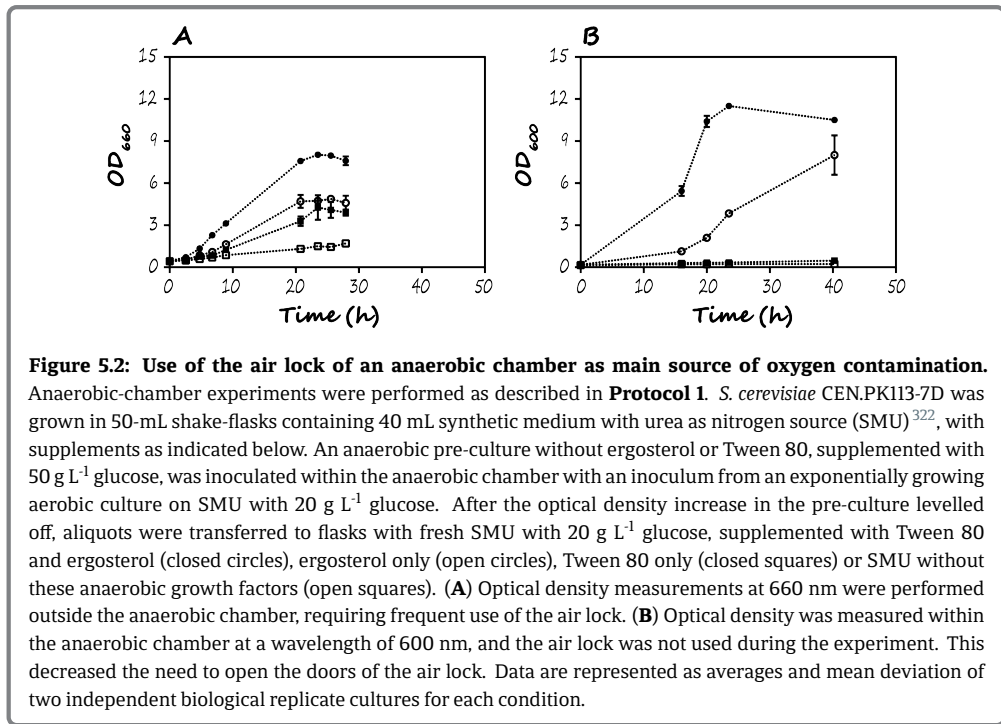 A
B
15
12
9
6
3
0
OD660
0 10 20 30 40 50
Time (h)
15
12
9
6
3
0
OD600
0 10 20 30 40 50
Time (h)
Figure 5.2: Use of the air lock of an anaerobic chamber as main source of oxygen contamination.
Anaerobic-chamber experiments were performed as described in Protocol 1. S. cerevisiae CEN.PK113-7D was
grown in 50-mL shake-flasks containing 40 mL synthetic medium with urea as nitrogen source (SMU)322, with
supplements as indicated below. An anaerobic pre-culture without ergosterol or Tween 80, supplemented with
50 g L-1 glucose, was inoculated within the anaerobic chamber with an inoculum from an exponentially growing
aerobic culture on SMU with 20 g L-1 glucose. After the optical density increase in the pre-culture levelled
off, aliquots were transferred to flasks with fresh SMU with 20 g L-1 glucose, supplemented with Tween 80
and ergosterol (closed circles), ergosterol only (open circles), Tween 80 only (closed squares) or SMU without
these anaerobic growth factors (open squares). (A) Optical density measurements at 660 nm were performed
outside the anaerobic chamber, requiring frequent use of the air lock. (B) Optical density was measured within
the anaerobic chamber at a wavelength of 600 nm, and the air lock was not used during the experiment. This
decreased the need to open the doors of the air lock. Data are represented as averages and mean deviation of
two independent biological replicate cultures for each condition.